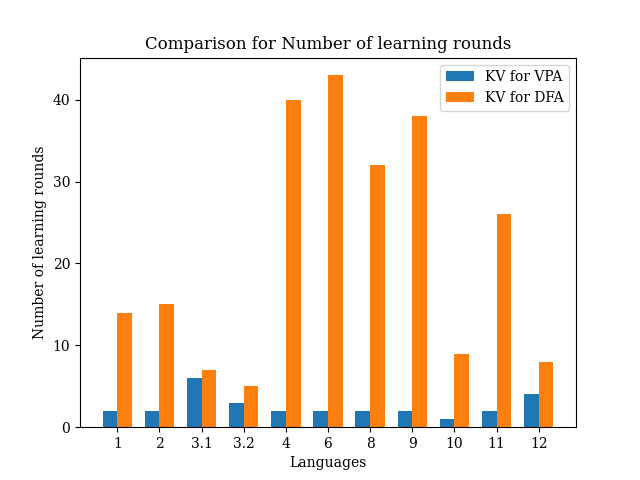 Comparison for Number of learning rounds
KV for VPA
KV for DFA
Number of learning rounds
40
30
20
10
0
1 2 3.1 3.2 4 6 8 9 10 11 12
Languages